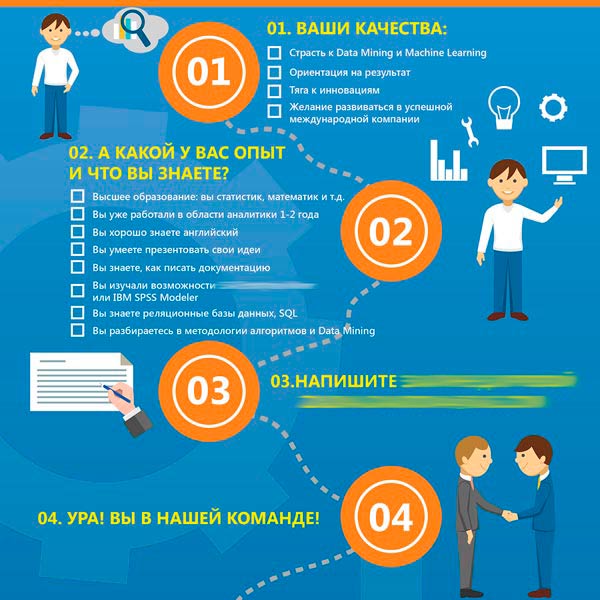 01
01. ВАШИ КАЧЕСТВА:
Страсть к Data Mining и Machine Learning
Ориентация на результат
Тяга к инновациям
Желание развиваться в успешной
международной компании
02. А КАКОЙ У ВАС ОПЫТ
И ЧТО ВЫ ЗНАЕТЕ?
Высшее образование: вы статистик, математик и т.д.
Вы уже работали в области аналитики 1-2 года
Вы хорошо знаете английский
Вы умеете презентовать свои идеи
Вы знаете, как писать документацию
Вы изучали возможности
или IBM SPSS Modeler
Вы знаете реляционные базы данных, SQL
Вы разбираетесь в методологии алгоритмов и Data Mining
02
03
03.НАПИШИТЕ
04. УРА! ВЫ В НАШЕЙ КОМАНДЕ!
04